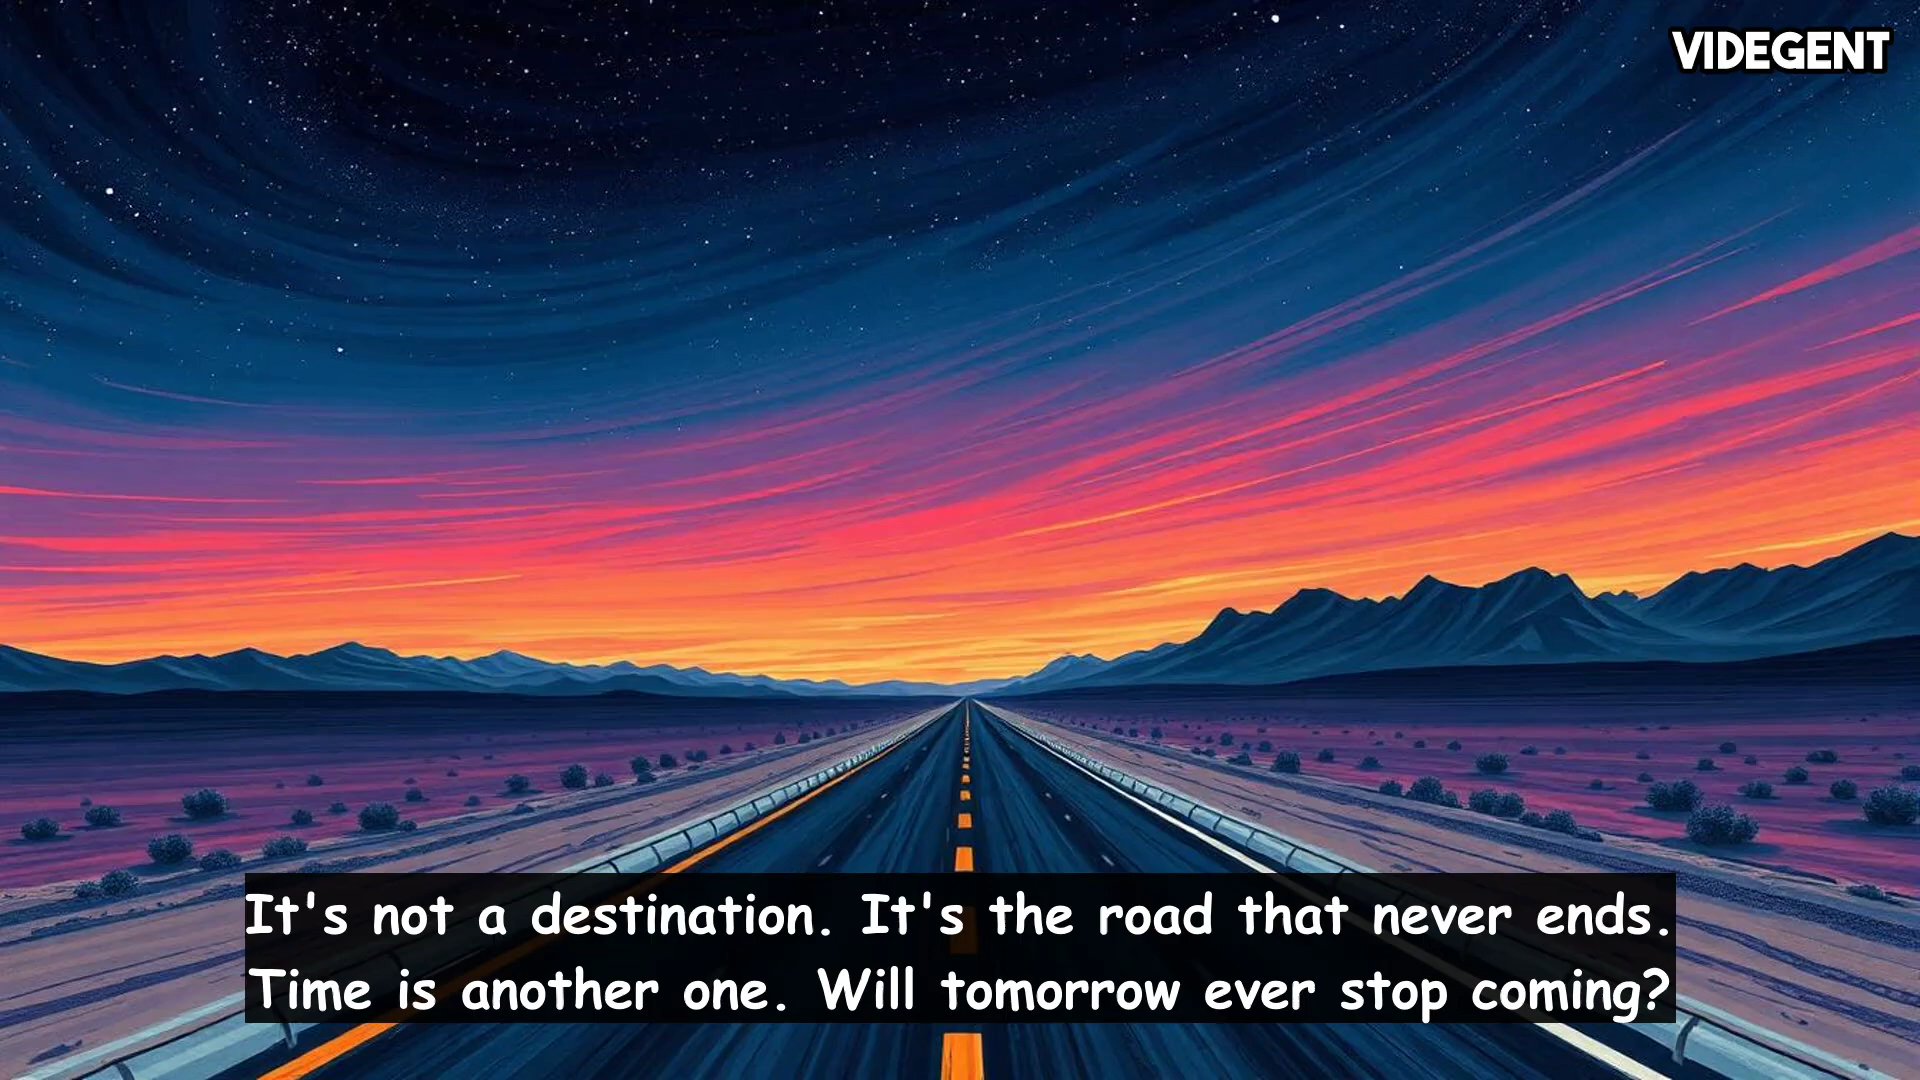 VIDEGENT
It's not a destination. It's the road that never ends.
Time is another one. Will tomorrow ever stop coming?